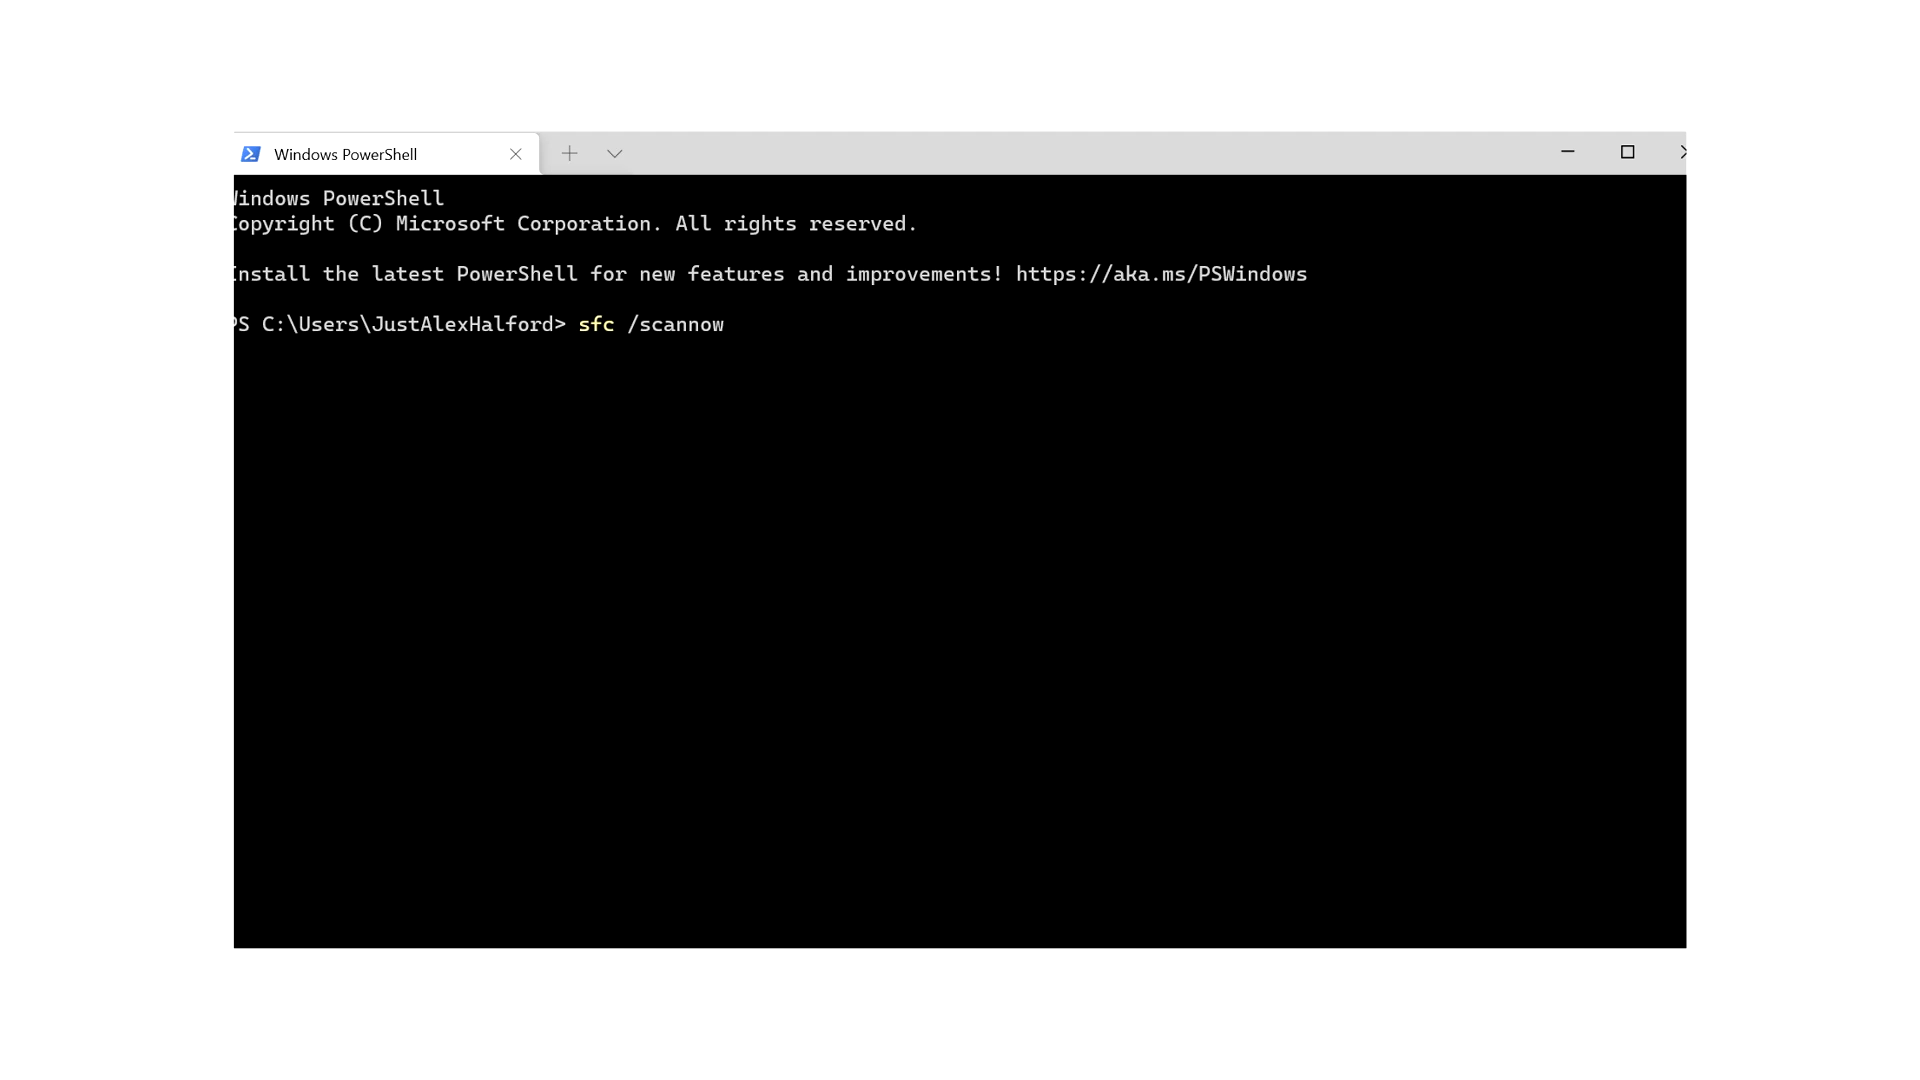 Windows PowerShell
Windows PowerShell
Copyright (C) Microsoft Corporation. All rights reserved.
Install the latest PowerShell for new features and improvements! https://aka.ms/PSWindows
PS C:\Users\JustAlexHalford> sfc /scannow